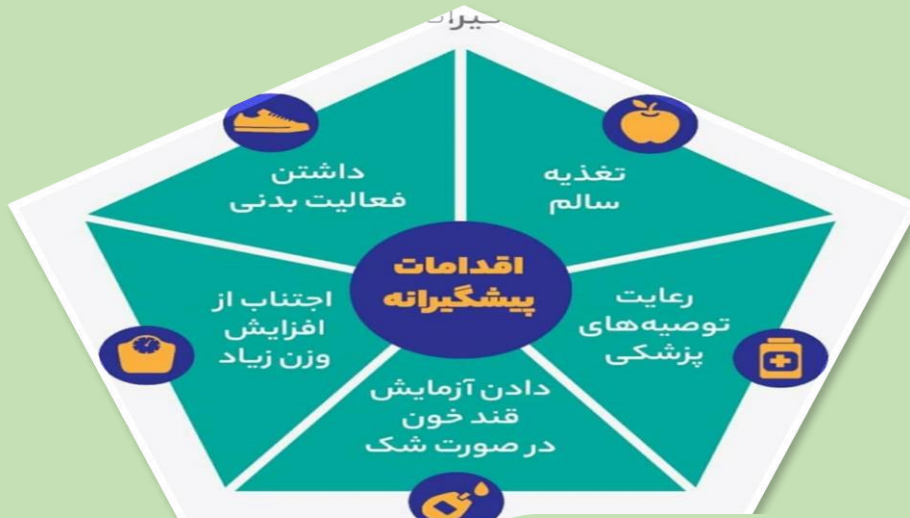 اقدامات
پیشگیرانه
تغذیه
سالم
رعایت
توصیه‌های
پزشکی
دادن آزمایش
قند خون
در صورت شک
اجتناب از
افزایش
وزن زیاد
داشتن
فعالیت بدنی